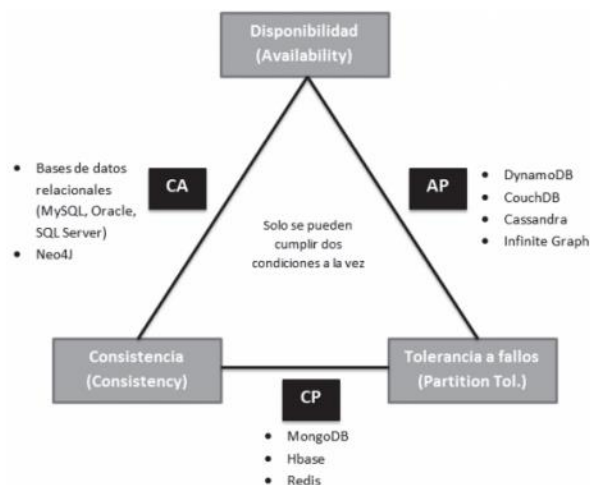 Disponibilidad
(Availability)
• Bases de datos
relacionales
(MySQL, Oracle,
SQL Server)
• Neo4J
CA
AP
• DynamoDB
• CouchDB
• Cassandra
• Infinite Graph
Solo se pueden
cumplir dos
condiciones a la vez
Consistencia
(Consistency)
Tolerancia a fallos
(Partition Tol.)
CP
• MongoDB
• Hbase
• Redis